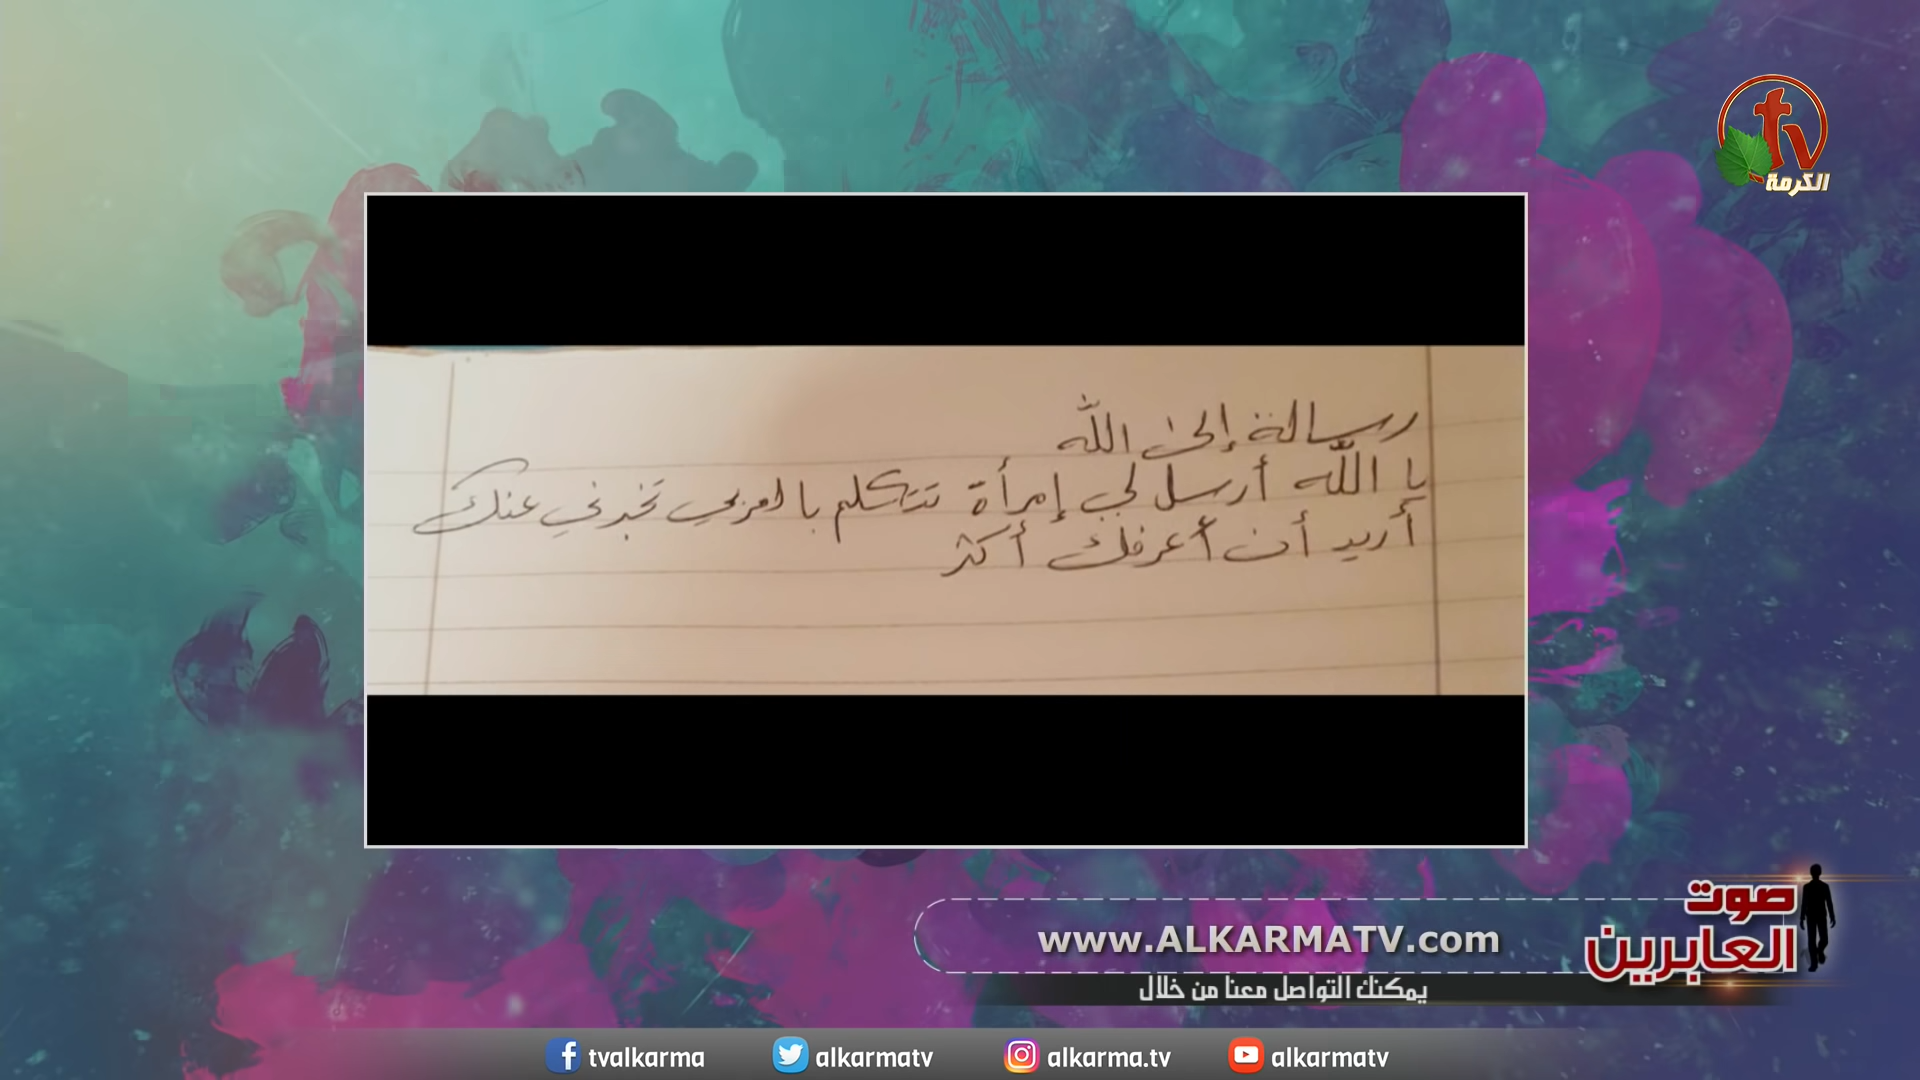 tv
الكرمة
رسالة إلى الله
يا الله أرسل لي إمرأة تتكلم بالعربي تخبرني عنك
أريد أن أعرفك أكثر
صوت
العابرين
www.ALKARMATV.com
يمكنك التواصل معنا من خلال
tvalkarma
alkarmatv
alkarma.tv
alkarmatv